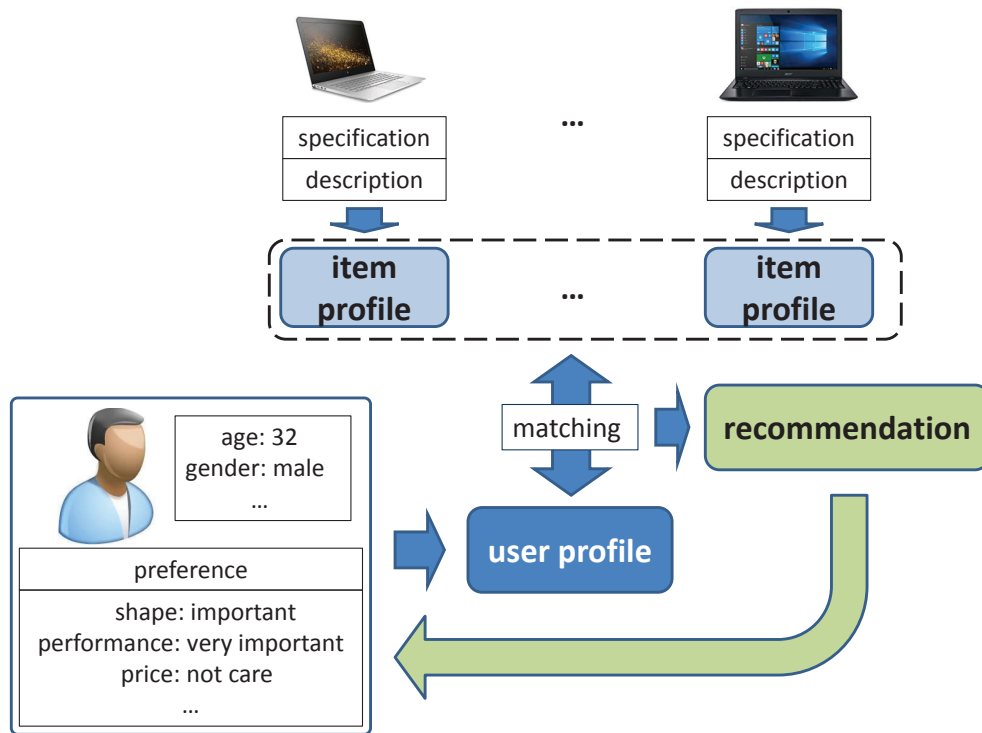 ...
specification
description
specification
description
item
profile
...
item
profile
matching
recommendation
age: 32
gender: male
...
user profile
preference
shape: important
performance: very important
price: not care
...